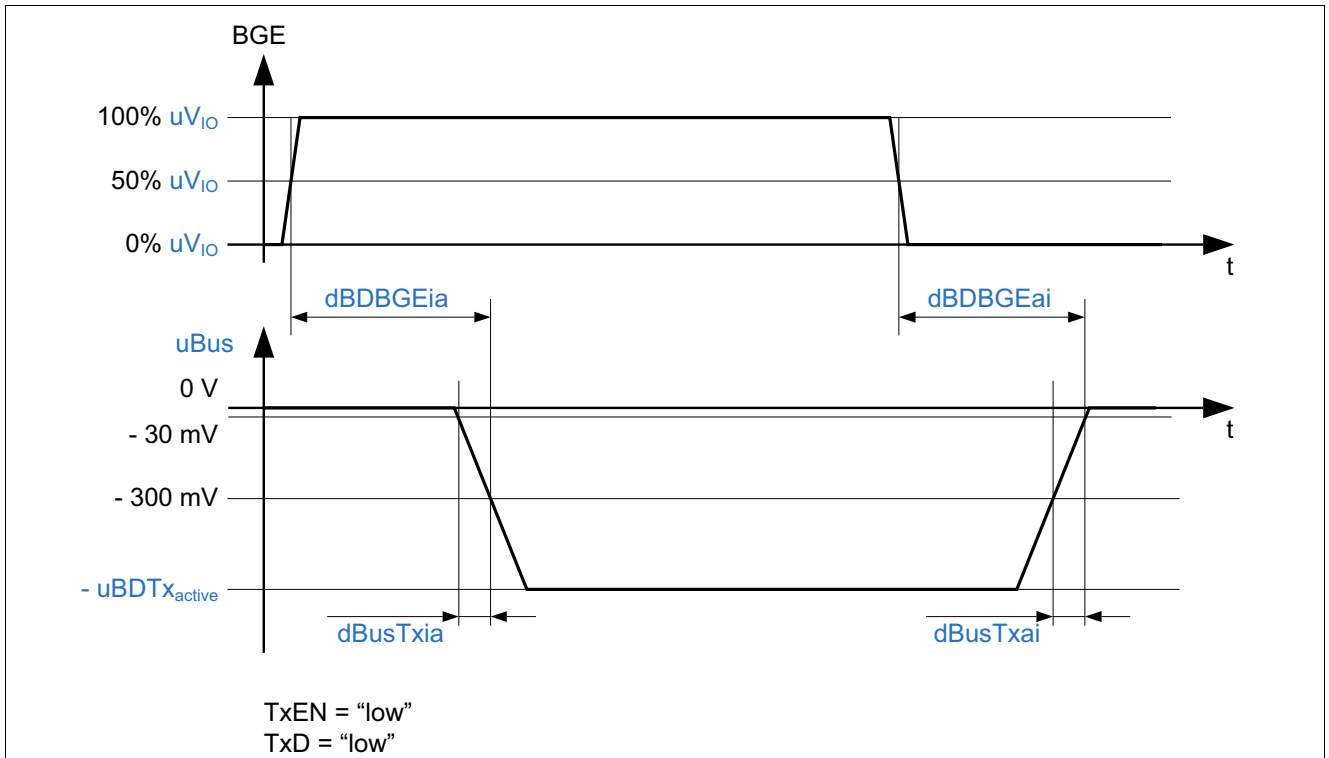 BGE
100% uVIO
50% uVIO
0% uVIO
t
dBDBGEia
dBDBGEai
uBus
0 V
t
- 30 mV
- 300 mV
- uBDTxactive
dBusTxia
dBusTxai
TxEN = “low”
TxD = “low”